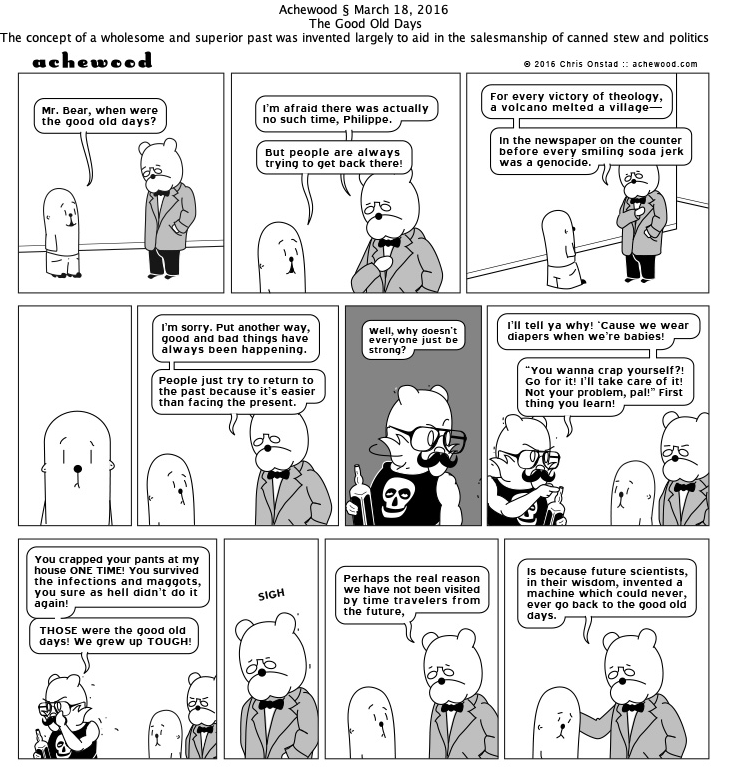 Achewood § March 18, 2016
The Good Old Days
The concept of a wholesome and superior past was invented largely to aid in the salesmanship of canned stew and politics
achewood
© 2016 Chris Onstad :: achewood.com
Mr. Bear, when were
the good old days?
I'm afraid there was actually
no such time, Philippe.
But people are always
trying to get back there!
For every victory of theology,
a volcano melted a village—
In the newspaper on the counter
before every smiling soda jerk
was a genocide.
I'm sorry. Put another way,
good and bad things have
always been happening.
People just try to return to
the past because it's easier
than facing the present.
Well, why doesn't
everyone just be
strong?
I'll tell ya why! 'Cause we wear
diapers when we're babies!
"You wanna crap yourself?!
Go for it! I'll take care of it!
Not your problem, pal!" First
thing you learn!
You crapped your pants at my
house ONE TIME! You survived
the infections and maggots,
you sure as hell didn't do it
again!
THOSE were the good old
days! We grew up TOUGH!
SIGH
Perhaps the real reason
we have not been visited
by time travelers from
the future,
Is because future scientists,
in their wisdom, invented a
machine which could never,
ever go back to the good old
days.